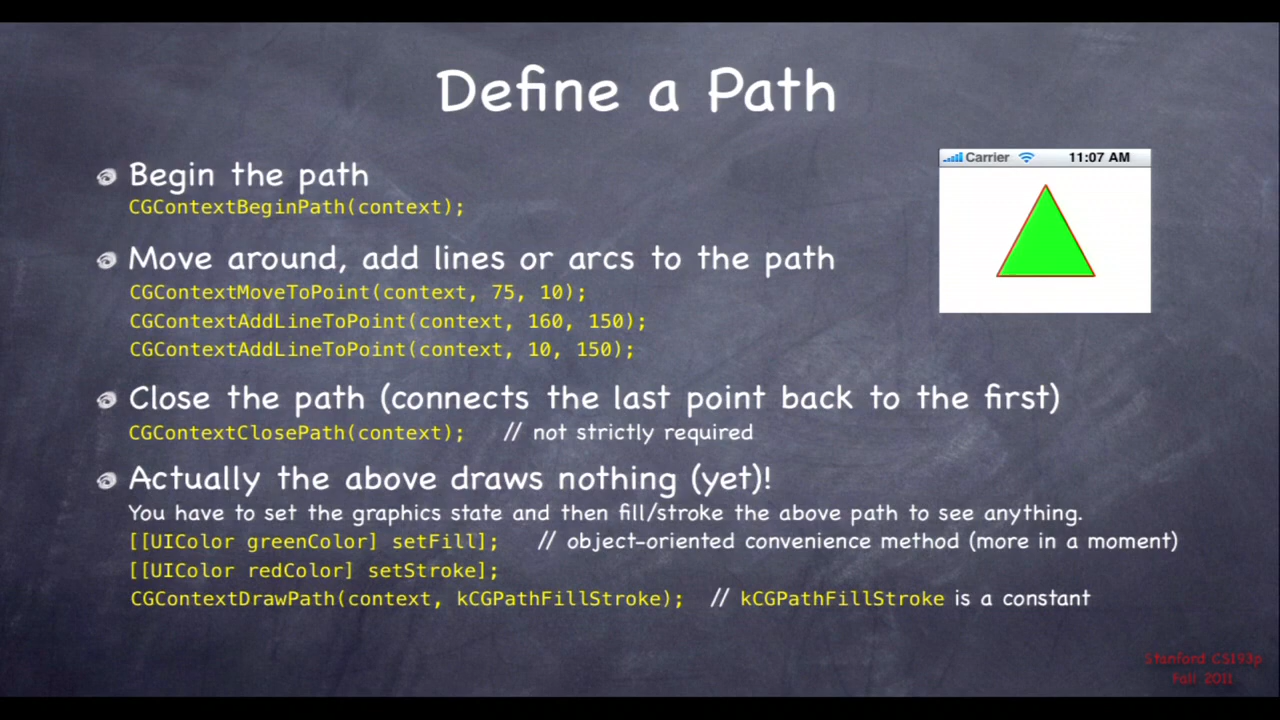 Define a Path
Begin the path
CGContextBeginPath(context);
Move around, add lines or arcs to the path
CGContextMoveToPoint(context, 75, 10);
CGContextAddLineToPoint(context, 160, 150);
CGContextAddLineToPoint(context, 10, 150);
Close the path (connects the last point back to the first)
CGContextClosePath(context); // not strictly required
Actually the above draws nothing (yet)!
You have to set the graphics state and then fill/stroke the above path to see anything.
[[UIColor greenColor] setFill]; // object-oriented convenience method (more in a moment)
[[UIColor redColor] setStroke];
CGContextDrawPath(context, kCGPathFillStroke); // kCGPathFillStroke is a constant
Carrier 11:07 AM
Stanford CS193p
Fall 2011